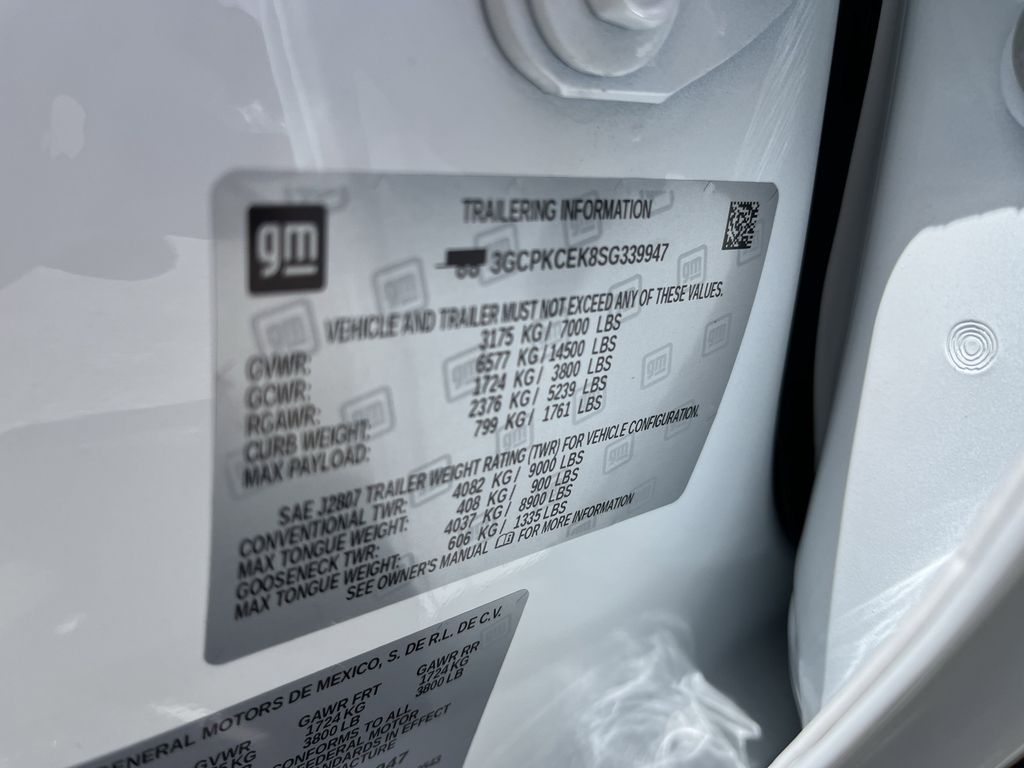 gm
TRAILERING INFORMATION
3GCPKCEK8SG339947
VEHICLE AND TRAILER MUST NOT EXCEED ANY OF THESE VALUES.
GVWR: 3175 KG/ 7000 LBS
GCWR: 6577 KG/14500 LBS
RGAWR: 1724 KG/ 3800 LBS
CURB WEIGHT: 2376 KG/ 5239 LBS
MAX PAYLOAD: 799 KG/ 1761 LBS
SAE J2807 TRAILER WEIGHT RATING (TWR) FOR VEHICLE CONFIGURATION.
CONVENTIONAL TWR: 4082 KG/ 9000 LBS
MAX TONGUE WEIGHT: 408 KG/ 900 LBS
GOOSENECK TWR: 4037 KG/ 8900 LBS
MAX TONGUE WEIGHT: 606 KG/ 1335 LBS
SEE OWNER'S MANUAL FOR MORE INFORMATION
GENERAL MOTORS DE MEXICO, S. DE R.L. DE C.V.
GVWR GAWR FRT GAWR RR
KG 1724 KG 1724 KG
3800 LB 3800 LB
CONFORMS TO ALL
FEDERAL MOTOR
STANDARDS IN EFFECT